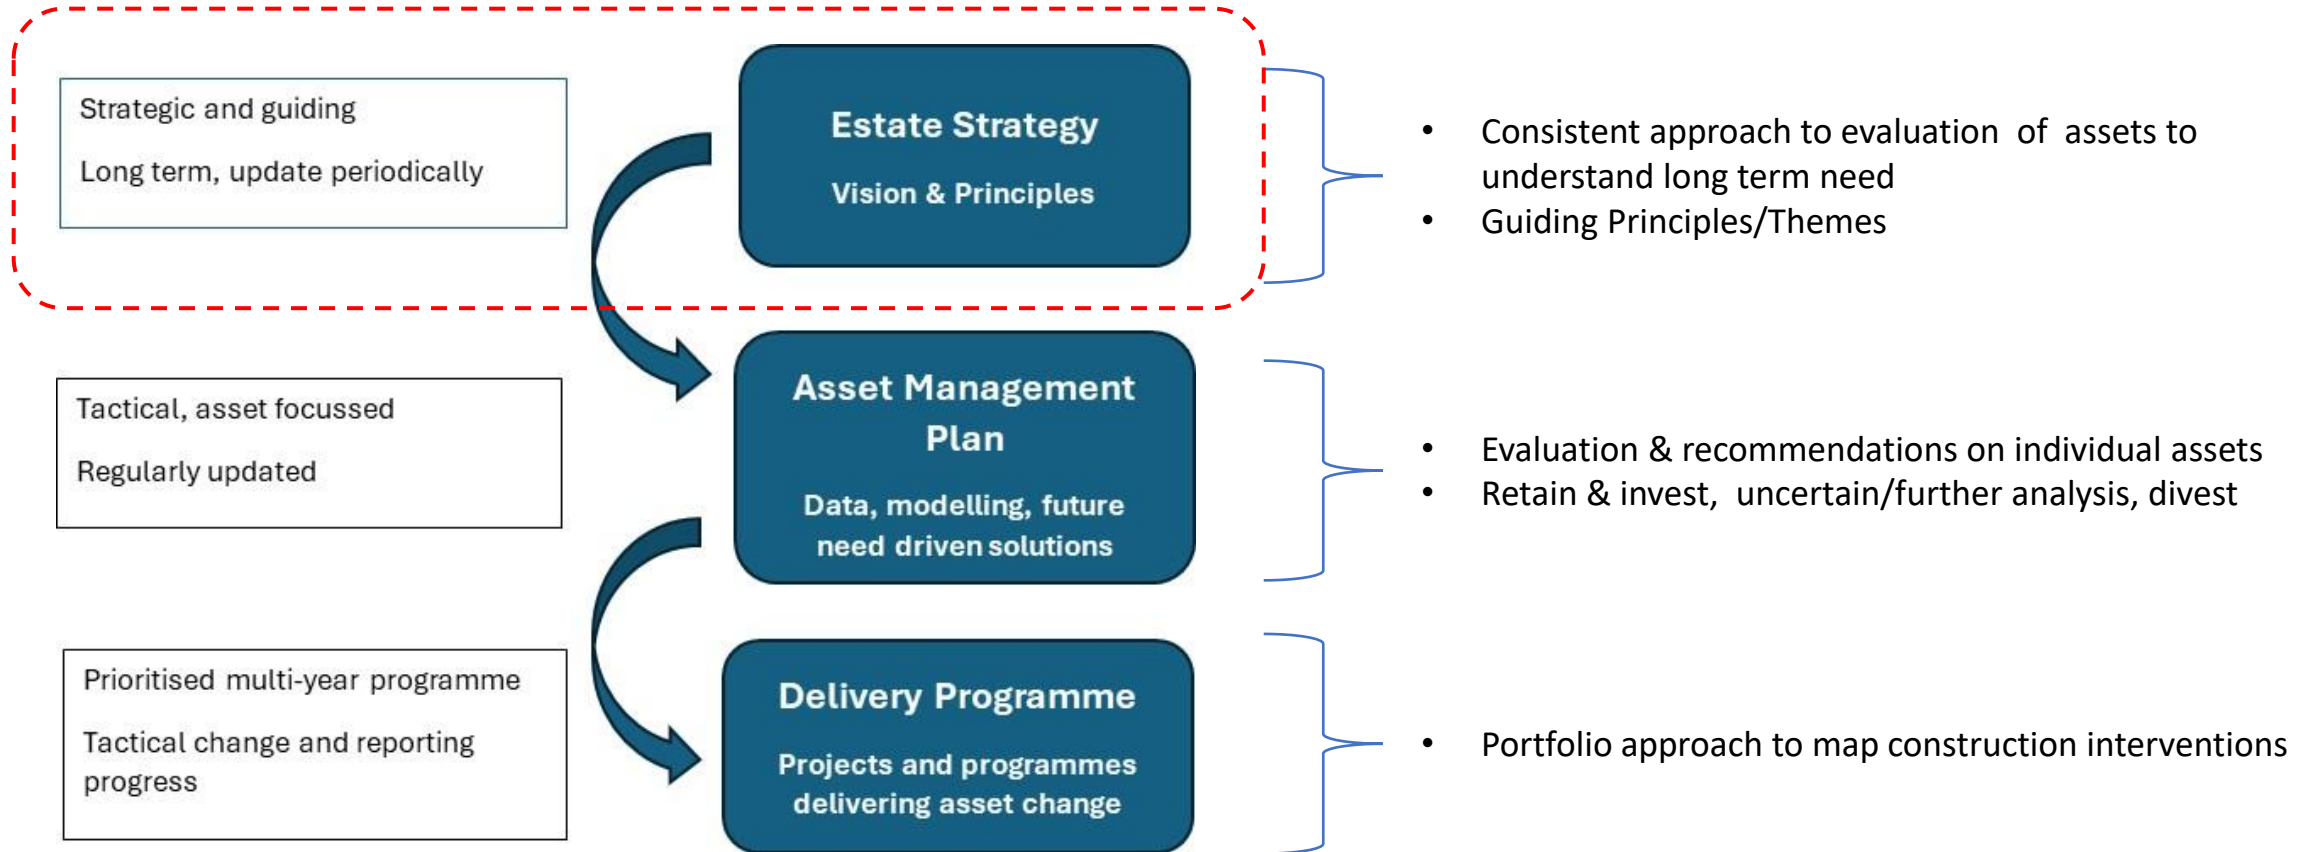 Strategic and guiding
Long term, update periodically
Estate Strategy
Vision & Principles
• Consistent approach to evaluation of assets to
understand long term need
• Guiding Principles/Themes
Tactical, asset focussed
Regularly updated
Asset Management
Plan
Data, modelling, future
need driven solutions
• Evaluation & recommendations on individual assets
• Retain & invest, uncertain/further analysis, divest
Prioritised multi-year programme
Tactical change and reporting
progress
Delivery Programme
Projects and programmes
delivering asset change
• Portfolio approach to map construction interventions